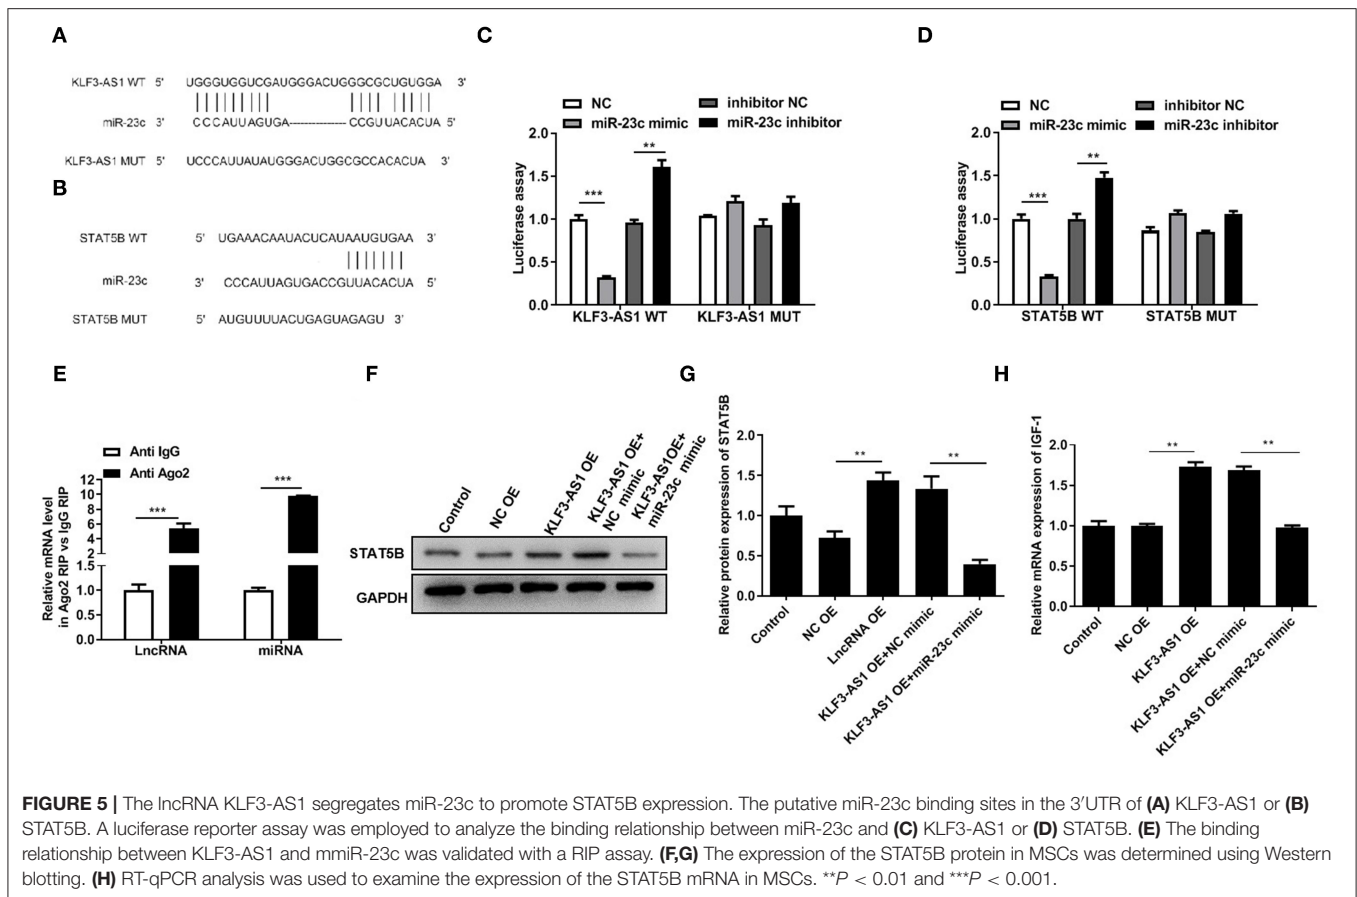 A
KLF3-AS1 WT 5' UGGGUGGUCGAUGGGACUGGGCGCUGUGGA 3'
miR-23c 3' CCCAUUAGUGA---------------CCGUUACACUA 5'
KLF3-AS1 MUT 5' UCCCAUUAUAUGGGACUGGCGCCACACUA 3'
B
STAT5B WT 5' UGAAACAAUACUCAUAAUGUGAA 3'
miR-23c 3' CCCAUUAGUGACCGUUACACUA 5'
STAT5B MUT 5' AUGUUUUACUGAGUAGAGU 3'
C
NC inhibitor NC
miR-23c mimic miR-23c inhibitor
Luciferase assay
2.0
1.5
1.0
0.5
0.0
*** **
KLF3-AS1 WT KLF3-AS1 MUT
D
NC inhibitor NC
miR-23c mimic miR-23c inhibitor
Luciferase assay
2.0
1.5
1.0
0.5
0.0
*** **
STAT5B WT STAT5B MUT
E
Anti IgG
Anti Ago2
Relative mRNA level
in Ago2 RIP vs IgG RIP
12
10
8
6
4
2
1.5
1.0
0.5
0.0
*** ***
LncRNA miRNA
F
Control
NC OE
KLF3-AS1 OE
KLF3-AS1 OE+
NC mimic
KLF3-AS1OE+
miR-23c mimic
STAT5B
GAPDH
G
Relative protein expression of STAT5B
2.0
1.5
1.0
0.5
0.0
** **
Control
NC OE
LncRNA OE
KLF3-AS1 OE+NC mimic
KLF3-AS1 OE+miR-23c mimic
H
Relative mRNA expression of IGF-1
2.0
1.5
1.0
0.5
0.0
** **
Control
NC OE
KLF3-AS1 OE
KLF3-AS1 OE+NC mimic
KLF3-AS1 OE+miR-23c mimic
FIGURE 5 | The lncRNA KLF3-AS1 segregates miR-23c to promote STAT5B expression. The putative miR-23c binding sites in the 3′UTR of (A) KLF3-AS1 or (B)
STAT5B. A luciferase reporter assay was employed to analyze the binding relationship between miR-23c and (C) KLF3-AS1 or (D) STAT5B. (E) The binding
relationship between KLF3-AS1 and mmiR-23c was validated with a RIP assay. (F,G) The expression of the STAT5B protein in MSCs was determined using Western
blotting. (H) RT-qPCR analysis was used to examine the expression of the STAT5B mRNA in MSCs. **P < 0.01 and ***P < 0.001.